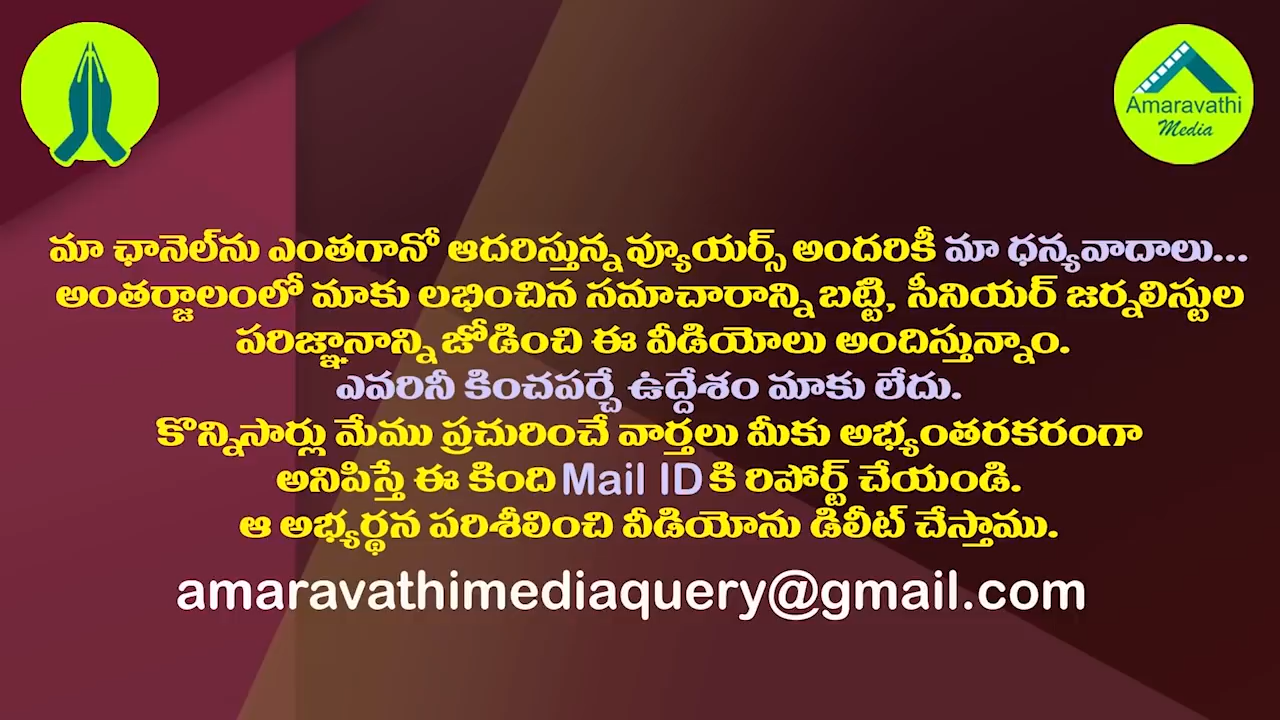 Amaravathi
Media
మా ఛానెల్‌ను ఎంతగానో ఆదరిస్తున్న వ్యూయర్స్ అందరికీ మా ధన్యవాదాలు...
అంతర్జాలంలో మాకు లభించిన సమాచారాన్ని బట్టి, సీనియర్ జర్నలిస్టుల
పరిజ్ఞానాన్ని జోడించి ఈ వీడియోలు అందిస్తున్నాం.
ఎవరినీ కించపర్చే ఉద్దేశం మాకు లేదు.
కొన్నిసార్లు మేము ప్రచురించే వార్తలు మీకు అభ్యంతరకరంగా
అనిపిస్తే ఈ కింది Mail ID కి రిపోర్ట్ చేయండి.
ఆ అభ్యర్థన పరిశీలించి వీడియోను డిలీట్ చేస్తాము.
amaravathimediaquery@gmail.com